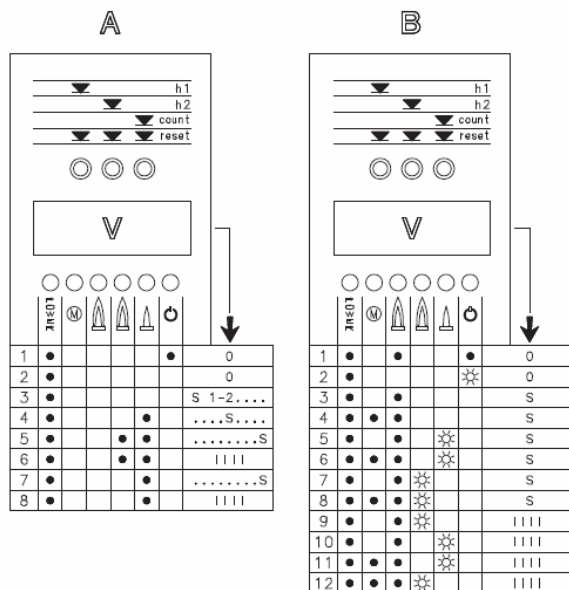 A
h1
h2
count
reset
V
POWER
M
1 0
2 0
3 S 1-2....
4 ....S....
5 ........S
6 IIII
7 ........S
8 IIII
B
h1
h2
count
reset
V
POWER
M
1 0
2 0
3 S
4 S
5 S
6 S
7 S
8 S
9 IIII
10 IIII
11 IIII
12 IIII